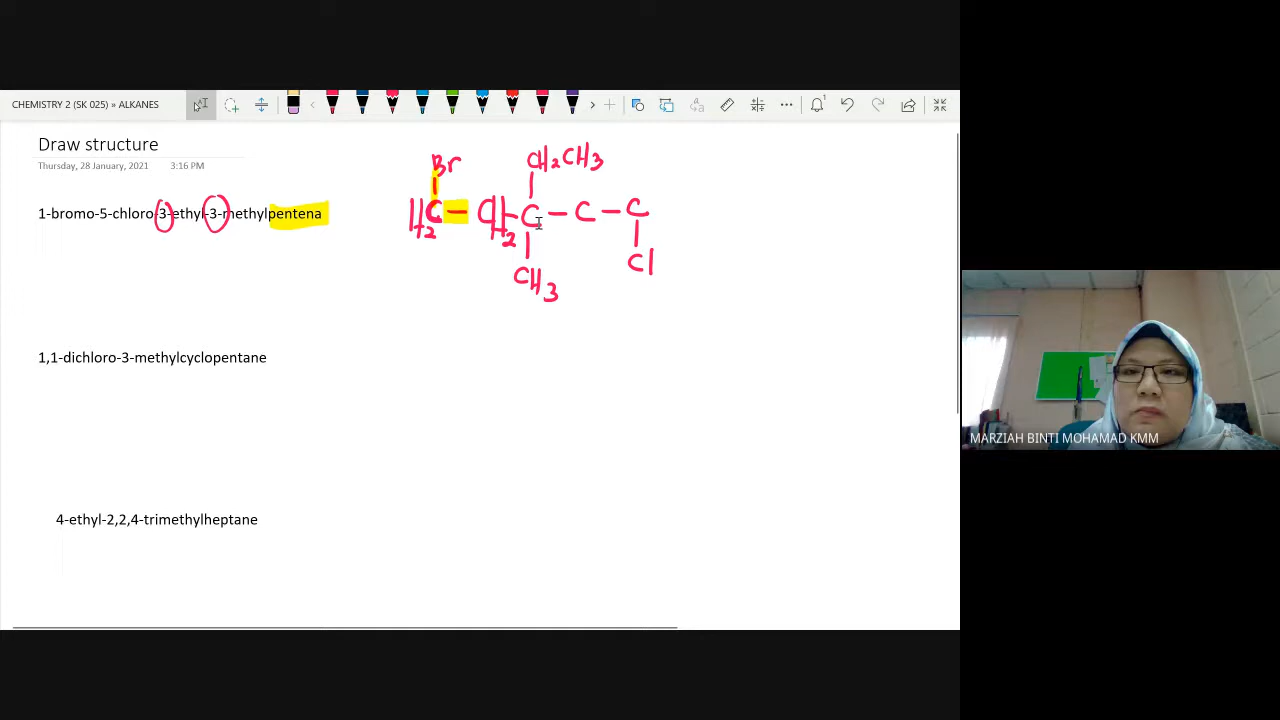 CHEMISTRY 2 (SK 025) » ALKANES
1
Draw structure
Thursday, 28 January, 2021 3:16 PM
Br
CH2CH3
1-bromo-5-chloro-3-ethyl-3-methylpentena
H2C - CH2 - C - C - C
Cl
CH3
1,1-dichloro-3-methylcyclopentane
MARZIAH BINTI MOHAMAD KMM
4-ethyl-2,2,4-trimethylheptane